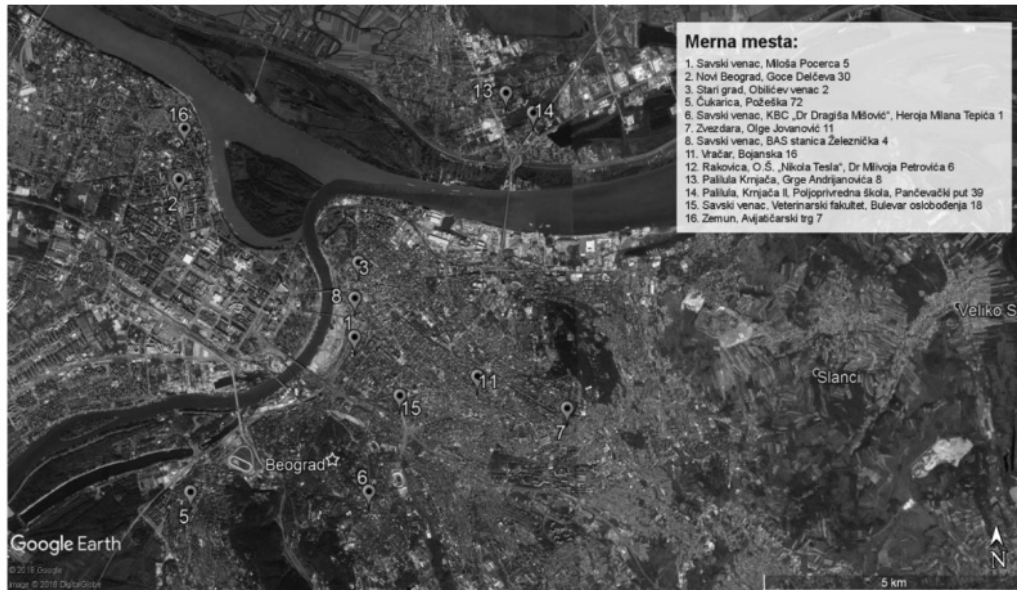 Merna mesta:
1. Savski venac, Miloša Pocerca 5
2. Novi Beograd, Goce Delčeva 30
3. Stari grad, Obilićev venac 2
5. Čukarica, Požeška 72
6. Savski venac, KBC „Dr Dragiša Mišović", Heroja Milana Tepića 1
7. Zvezdara, Olge Jovanović 11
8. Savski venac, BAS stanica Železnička 4
11. Vračar, Bojanska 16
12. Rakovica, O.Š. „Nikola Tesla", Dr Milivoja Petrovića 6
13. Palilula Krnjača, Grge Andrijanovića 8
14. Palilula, Krnjača II, Poljoprivredna škola, Pančevački put 39
15. Savski venac, Veterinarski fakultet, Bulevar oslobođenja 18
16. Zemun, Avijatičarski trg 7
13
14
16
2
3
8
Veliko S
1
11
Slanci
15
7
Beograd
6
5
Google Earth
© 2018 Google
Image © 2018 DigitalGlobe
N
5 km